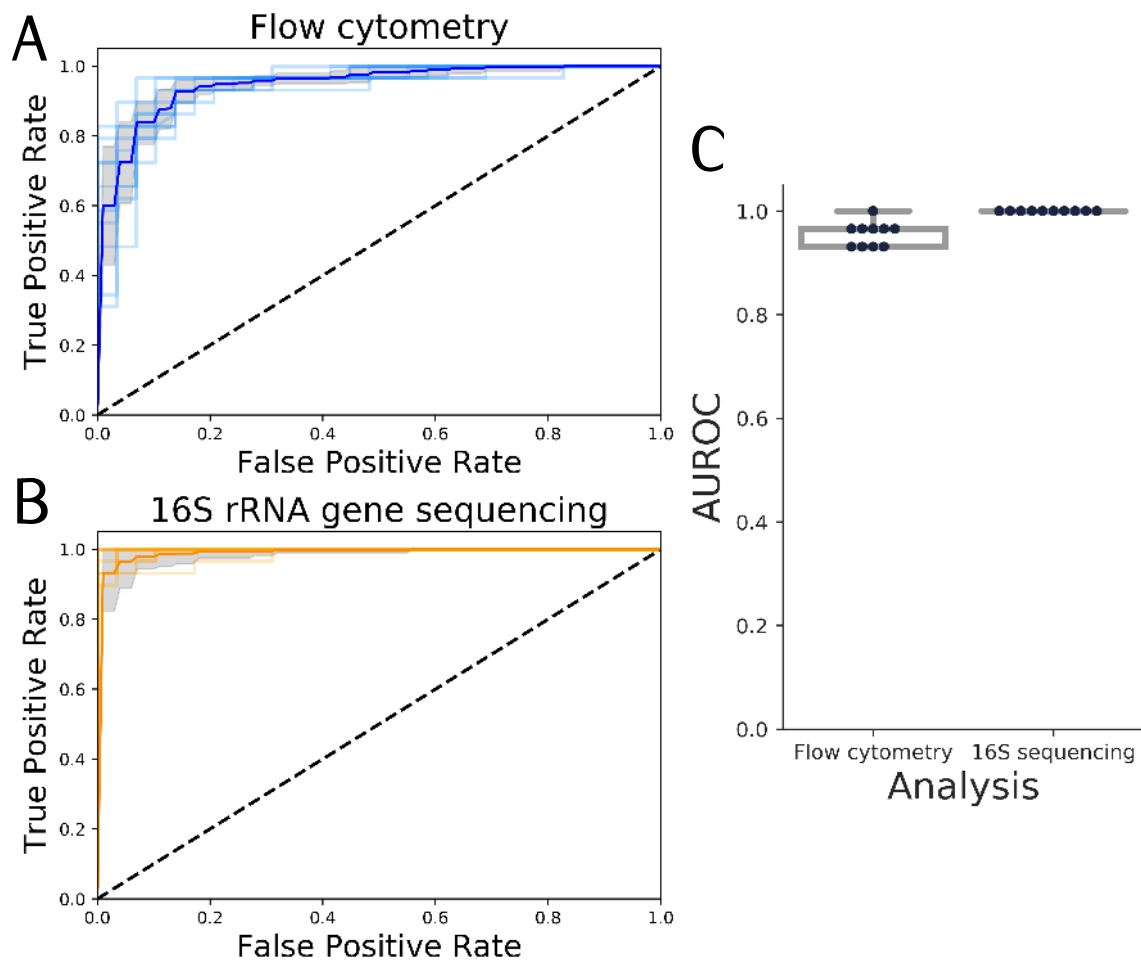 A
Flow cytometry
1.0
0.8
0.6
0.4
0.2
0.0
True Positive Rate
0.0 0.2 0.4 0.6 0.8 1.0
False Positive Rate
B
16S rRNA gene sequencing
1.0
0.8
0.6
0.4
0.2
0.0
True Positive Rate
0.0 0.2 0.4 0.6 0.8 1.0
False Positive Rate
C
1.0
0.8
0.6
0.4
0.2
0.0
AUROC
Flow cytometry 16S sequencing
Analysis